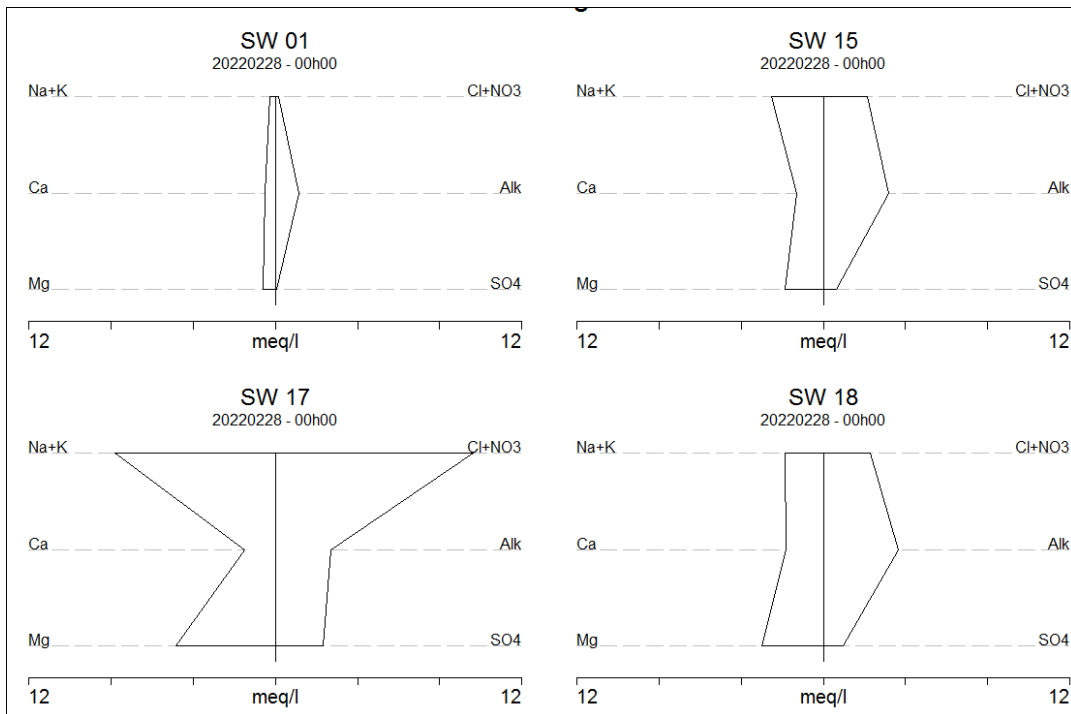 SW 01
20220228 - 00h00
Na+K Cl+NO3
Ca Alk
Mg SO4
12 meq/l 12
SW 15
20220228 - 00h00
Na+K Cl+NO3
Ca Alk
Mg SO4
12 meq/l 12
SW 17
20220228 - 00h00
Na+K Cl+NO3
Ca Alk
Mg SO4
12 meq/l 12
SW 18
20220228 - 00h00
Na+K Cl+NO3
Ca Alk
Mg SO4
12 meq/l 12